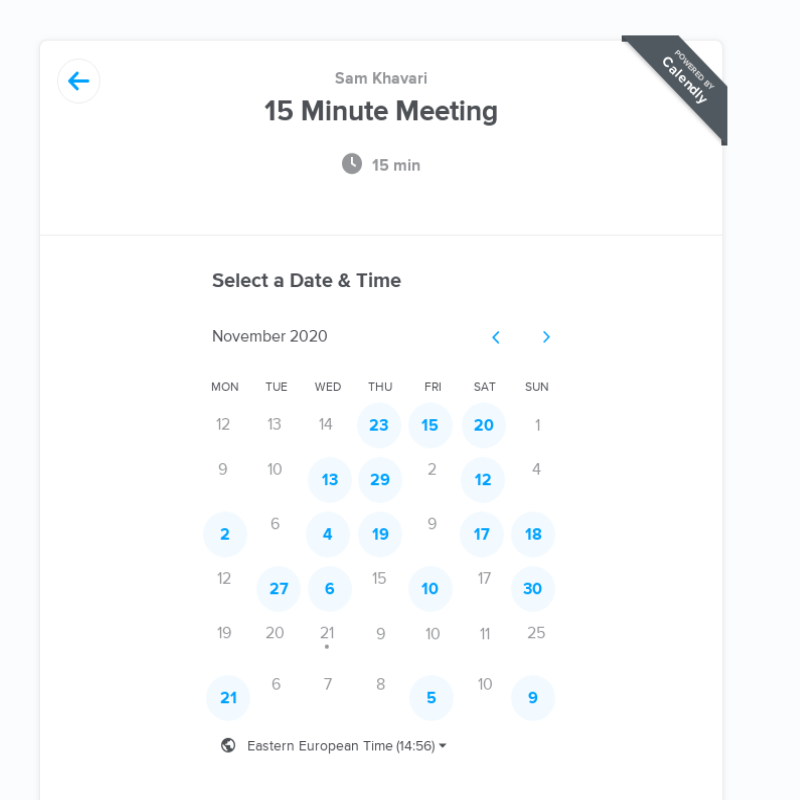 POWERED BY
Calendly
Sam Khavari
15 Minute Meeting
15 min
Select a Date & Time
November 2020
MON TUE WED THU FRI SAT SUN
12 13 14 23 15 20 1
9 10 13 29 2 12 4
2 6 4 19 9 17 18
12 27 6 15 10 17 30
19 20 21 9 10 11 25
21 6 7 8 5 10 9
Eastern European Time (14:56)